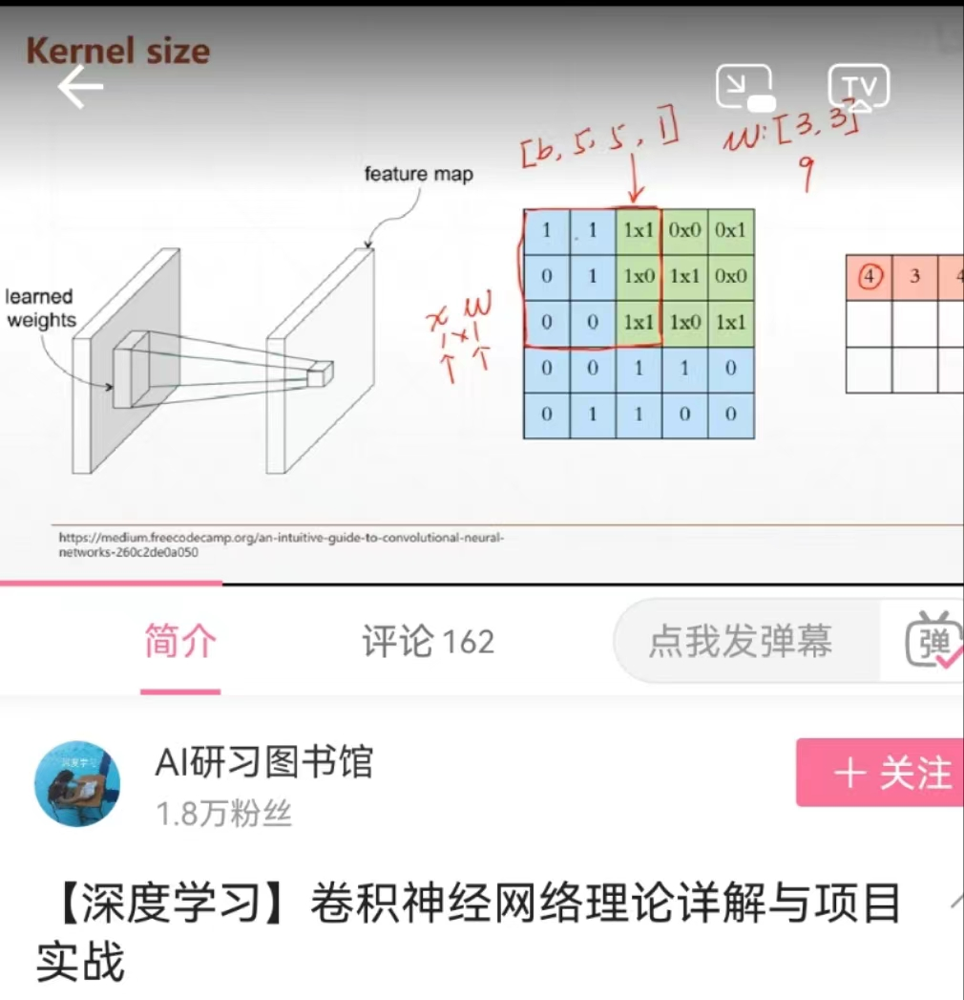 Kernel size
TV
[b, 5, 5, 1] w: [3, 3]
9
feature map
learned
weights
x w
1x1
1 1 1x1 0x0 0x1
0 1 1x0 1x1 0x0
0 0 1x1 1x0 1x1
0 0 1 1 0
0 1 1 0 0
4 3 4
https://medium.freecodecamp.org/an-intuitive-guide-to-convolutional-neural-
networks-260c2de0a050
简介 评论 162 点我发弹幕 弹
深度学习
AI研习图书馆
1.8万粉丝
+ 关注
【深度学习】卷积神经网络理论详解与项目
实战